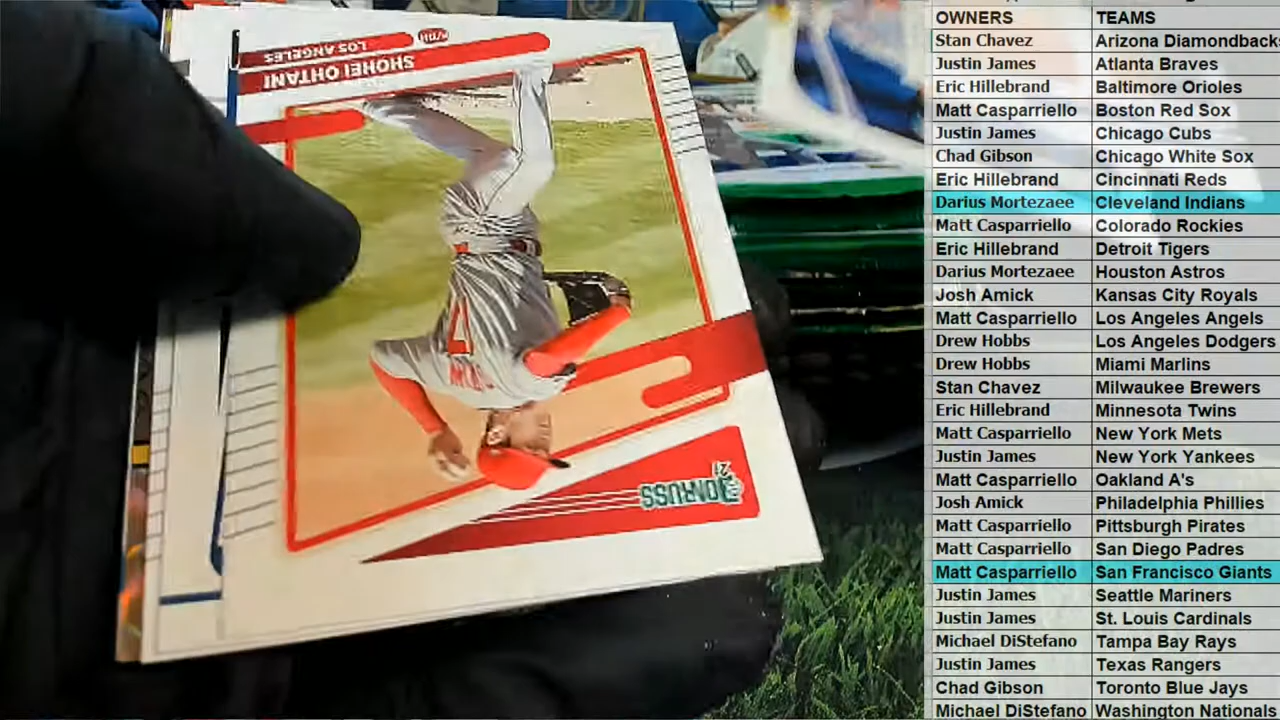 LOS ANGELES
P/DH
SHOHEI OHTANI
17
DONRUSS
21
OWNERS TEAMS
Stan Chavez Arizona Diamondbacks
Justin James Atlanta Braves
Eric Hillebrand Baltimore Orioles
Matt Casparriello Boston Red Sox
Justin James Chicago Cubs
Chad Gibson Chicago White Sox
Eric Hillebrand Cincinnati Reds
Darius Mortezaee Cleveland Indians
Matt Casparriello Colorado Rockies
Eric Hillebrand Detroit Tigers
Darius Mortezaee Houston Astros
Josh Amick Kansas City Royals
Matt Casparriello Los Angeles Angels
Drew Hobbs Los Angeles Dodgers
Drew Hobbs Miami Marlins
Stan Chavez Milwaukee Brewers
Eric Hillebrand Minnesota Twins
Matt Casparriello New York Mets
Justin James New York Yankees
Matt Casparriello Oakland A's
Josh Amick Philadelphia Phillies
Matt Casparriello Pittsburgh Pirates
Matt Casparriello San Diego Padres
Matt Casparriello San Francisco Giants
Justin James Seattle Mariners
Justin James St. Louis Cardinals
Michael DiStefano Tampa Bay Rays
Justin James Texas Rangers
Chad Gibson Toronto Blue Jays
Michael DiStefano Washington Nationals